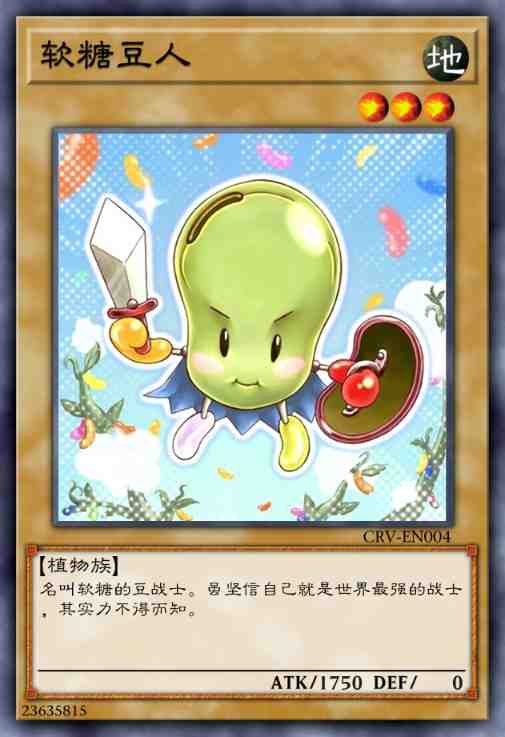 软糖豆人
地
CRV-EN004
【植物族】
名叫软糖的豆战士。虽坚信自己就是世界最强的战士
，其实力不得而知。
ATK/1750 DEF/ 0
23635815